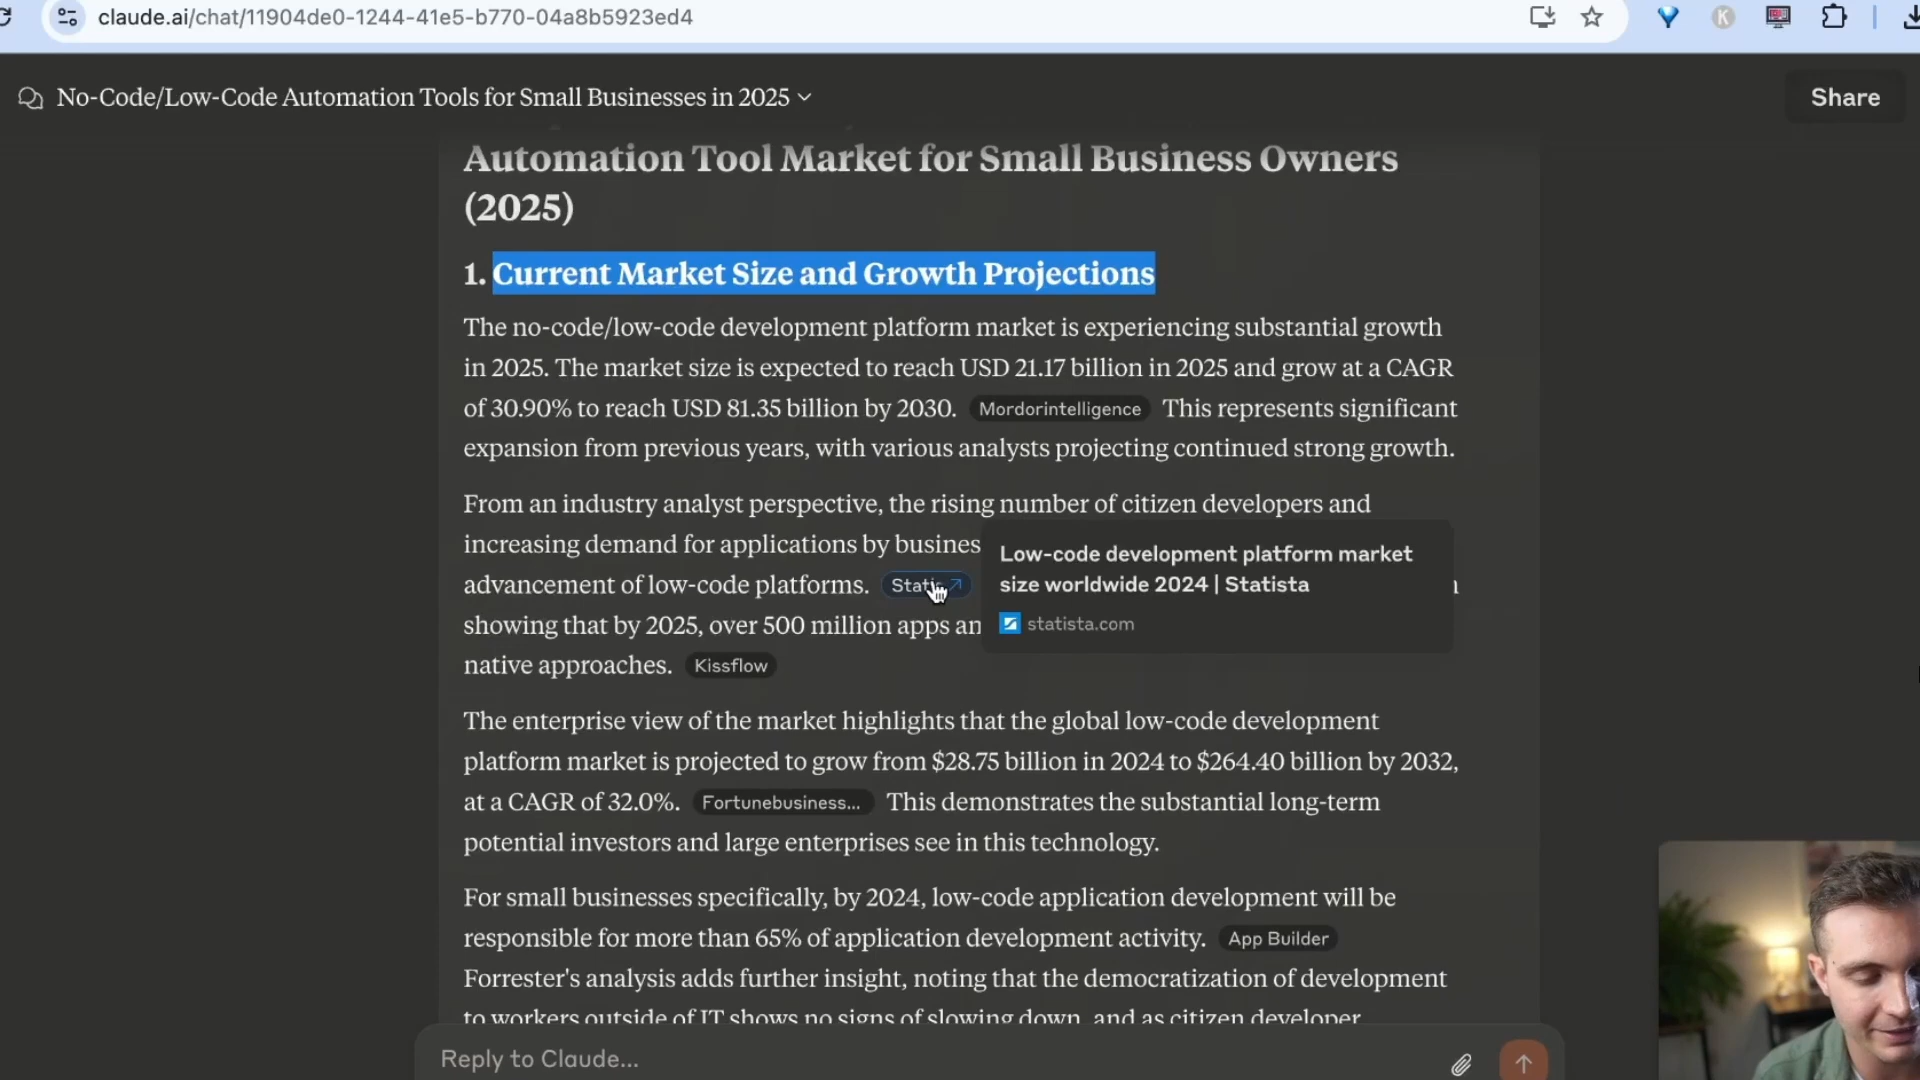 claude.ai/chat/11904de0-1244-41e5-b770-04a8b5923ed4
No-Code/Low-Code Automation Tools for Small Businesses in 2025
Share
Automation Tool Market for Small Business Owners
(2025)
1. Current Market Size and Growth Projections
The no-code/low-code development platform market is experiencing substantial growth
in 2025. The market size is expected to reach USD 21.17 billion in 2025 and grow at a CAGR
of 30.90% to reach USD 81.35 billion by 2030. Mordorintelligence This represents significant
expansion from previous years, with various analysts projecting continued strong growth.
From an industry analyst perspective, the rising number of citizen developers and
increasing demand for applications by busines
advancement of low-code platforms.
Low-code development platform market
size worldwide 2024 | Statista
statista.com
showing that by 2025, over 500 million apps an
native approaches. Kissflow
The enterprise view of the market highlights that the global low-code development
platform market is projected to grow from $28.75 billion in 2024 to $264.40 billion by 2032,
at a CAGR of 32.0%. Fortunebusiness... This demonstrates the substantial long-term
potential investors and large enterprises see in this technology.
For small businesses specifically, by 2024, low-code application development will be
responsible for more than 65% of application development activity. App Builder
Forrester's analysis adds further insight, noting that the democratization of development
to workers outside of IT shows no signs of slowing down, and as citizen developer
Reply to Claude...